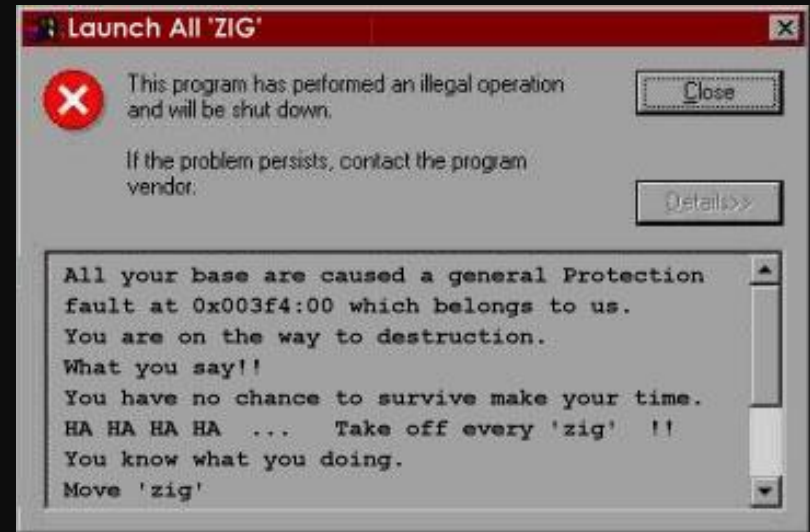 Launch All 'ZIG'
This program has performed an illegal operation
and will be shut down.
Close
If the problem persists, contact the program
vendor.
Details>>
All your base are caused a general Protection
fault at 0x003f4:00 which belongs to us.
You are on the way to destruction.
What you say!!
You have no chance to survive make your time.
HA HA HA HA ... Take off every 'zig' !!
You know what you doing.
Move 'zig'